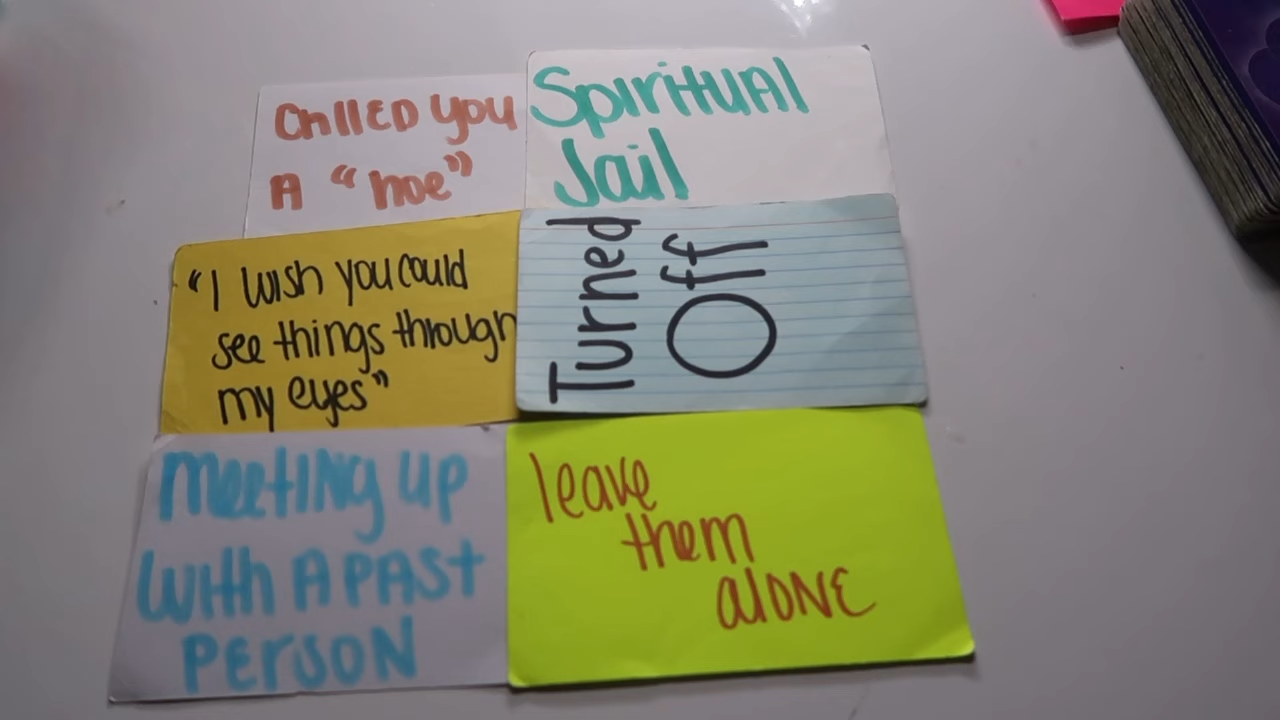 CAllED you
A “hoe”
SpiRitUAl
Jail
“I wish you could
see things through
my eyes”
Turned
Off
MeetINg up
With A PASt
PERSON
leave
them
alONE